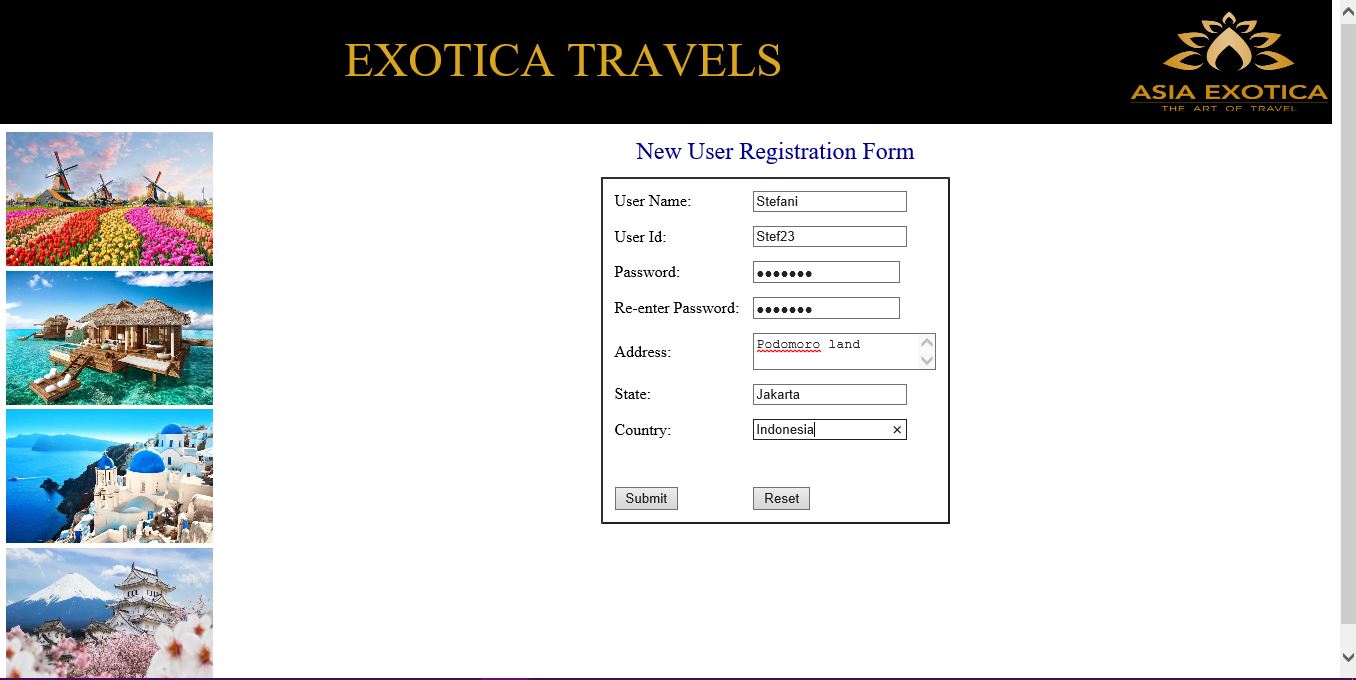 EXOTICA TRAVELS
ASIA EXOTICA
THE ART OF TRAVEL
New User Registration Form
User Name: Stefani
User Id: Stef23
Password: •••••••
Re-enter Password: •••••••
Address: Podomoro land
State: Jakarta
Country: Indonesia ×
Submit Reset